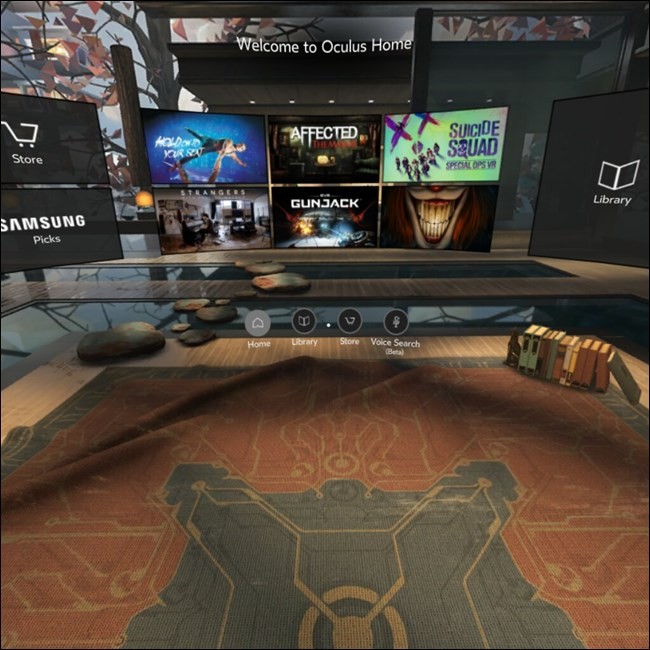 Welcome to Oculus Home
Store
SAMSUNG
Picks
HOLD ON TO
YOUR SEAT
AFFECTED
THE MANOR
SUICIDE
SQUAD
SPECIAL OPS VR
STRANGERS
GUNJACK
Library
Home
Library
Store
Voice Search
(Beta)